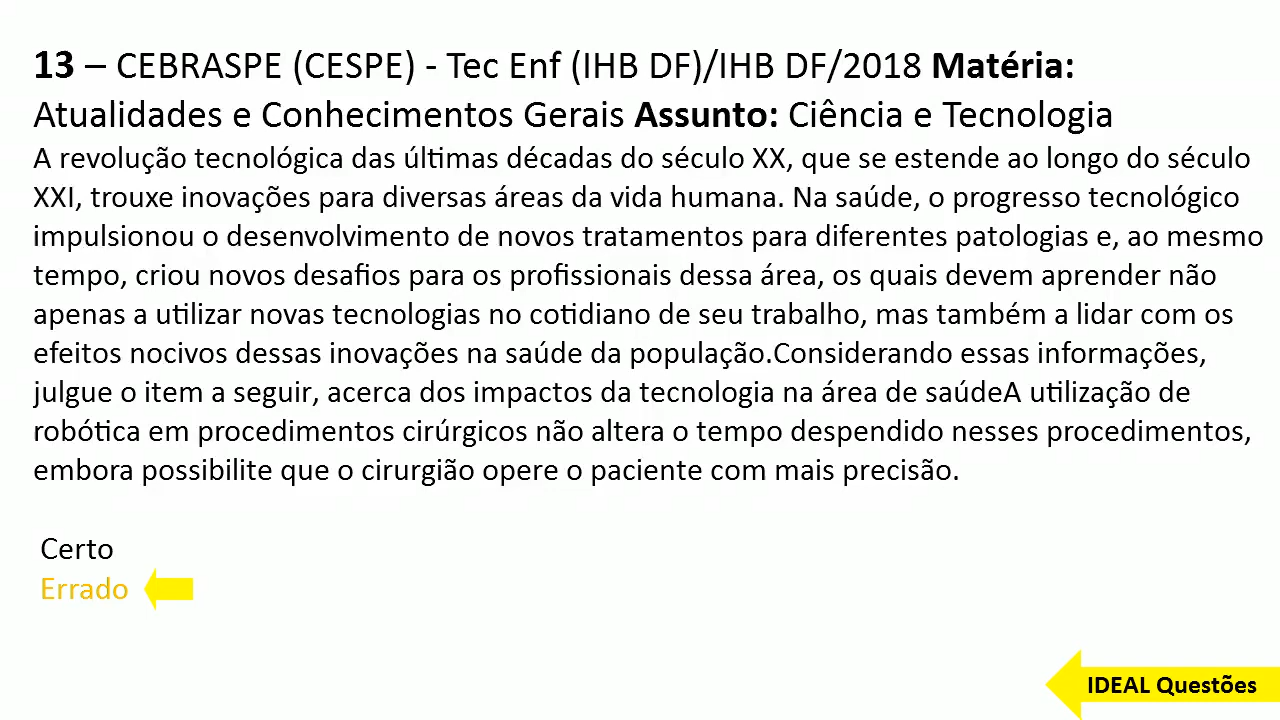 13 – CEBRASPE (CESPE) - Tec Enf (IHB DF)/IHB DF/2018 Matéria:
Atualidades e Conhecimentos Gerais Assunto: Ciência e Tecnologia
A revolução tecnológica das últimas décadas do século XX, que se estende ao longo do século
XXI, trouxe inovações para diversas áreas da vida humana. Na saúde, o progresso tecnológico
impulsionou o desenvolvimento de novos tratamentos para diferentes patologias e, ao mesmo
tempo, criou novos desafios para os profissionais dessa área, os quais devem aprender não
apenas a utilizar novas tecnologias no cotidiano de seu trabalho, mas também a lidar com os
efeitos nocivos dessas inovações na saúde da população.Considerando essas informações,
julgue o item a seguir, acerca dos impactos da tecnologia na área de saúdeA utilização de
robótica em procedimentos cirúrgicos não altera o tempo despendido nesses procedimentos,
embora possibilite que o cirurgião opere o paciente com mais precisão.
Certo
Errado
IDEAL Questões